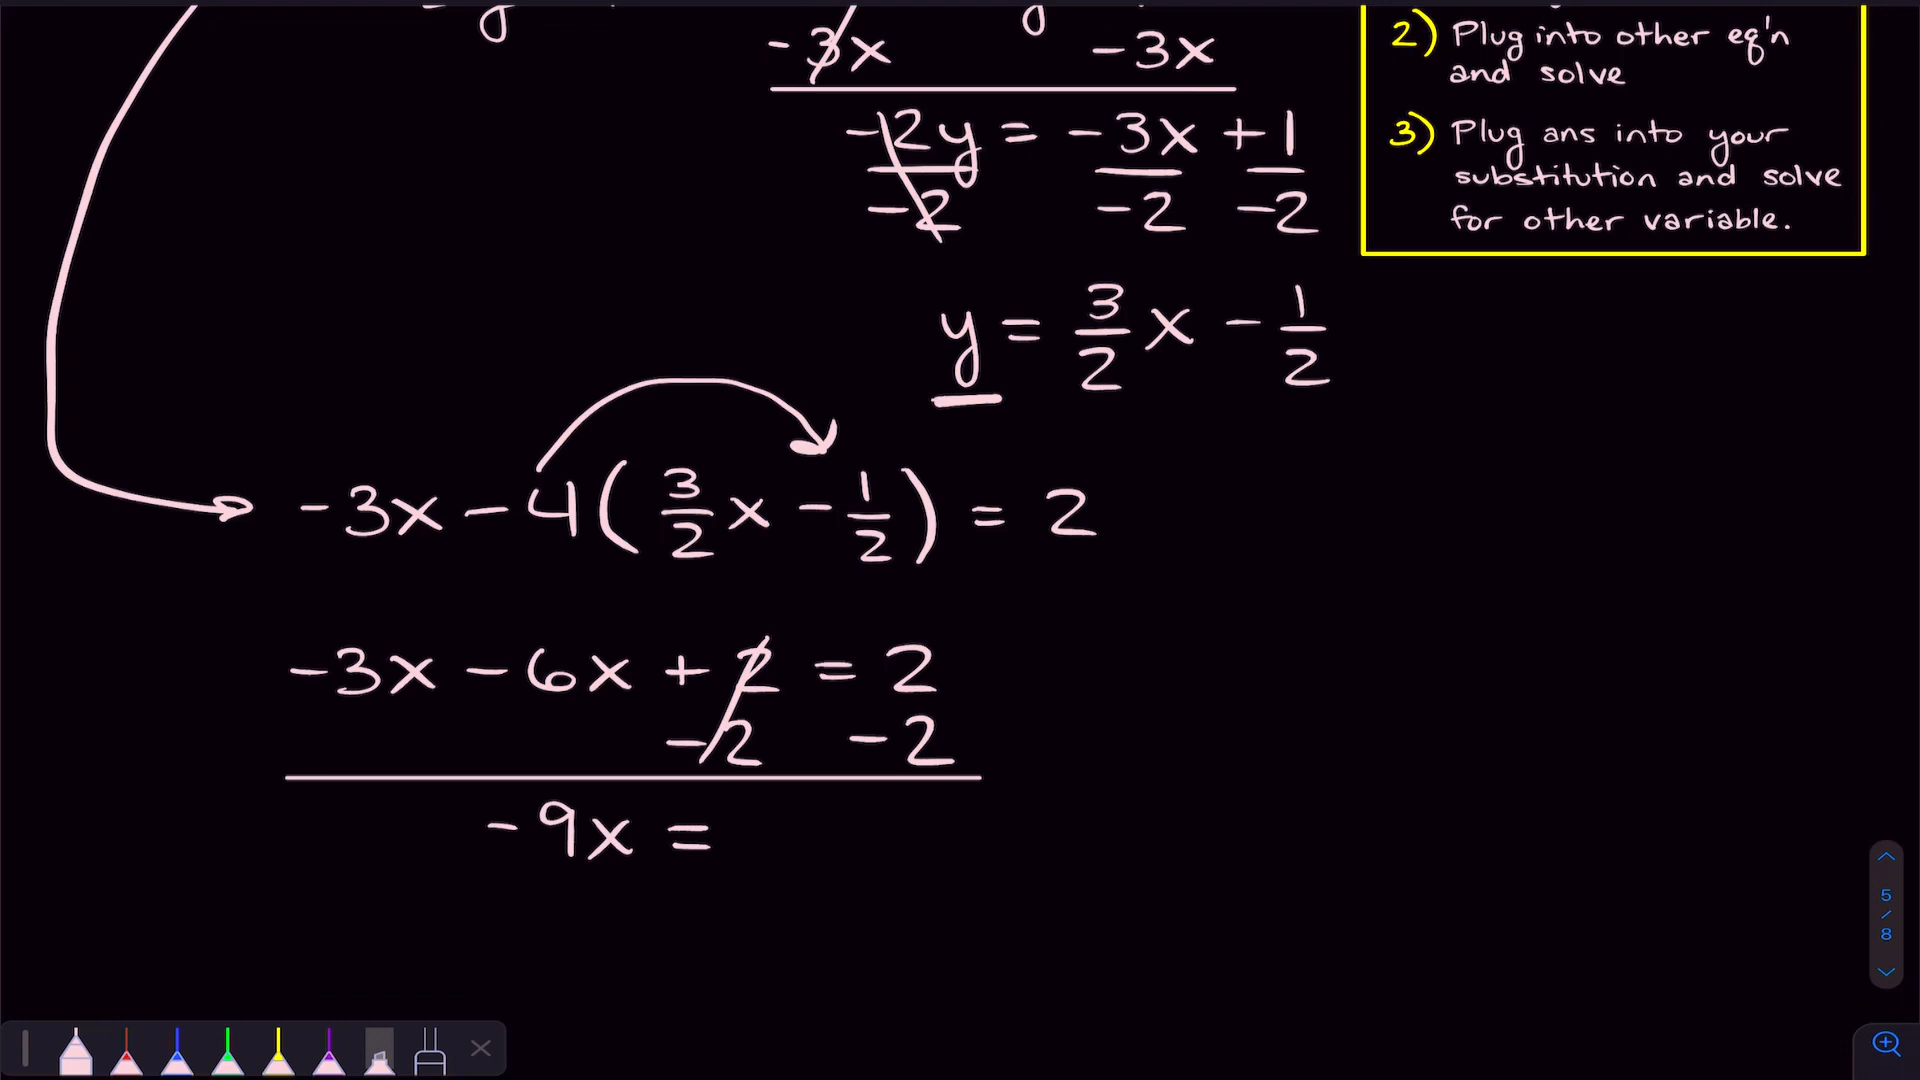 -3x -3x
-2y = -3x + 1
-2 -2 -2
y = 3/2 x - 1/2
-3x - 4(3/2 x - 1/2) = 2
-3x - 6x + 2 = 2
-2 -2
-9x =
2) Plug into other eq'n
and solve
3) Plug ans into your
substitution and solve
for other variable.
5
/
8